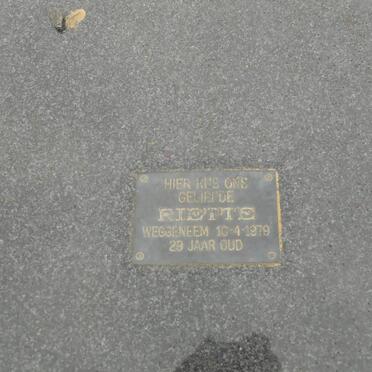 HIER RUS ONS
GELIEFDE
RIETTE
WEGGENEEM 10-4-1979
29 JAAR OUD